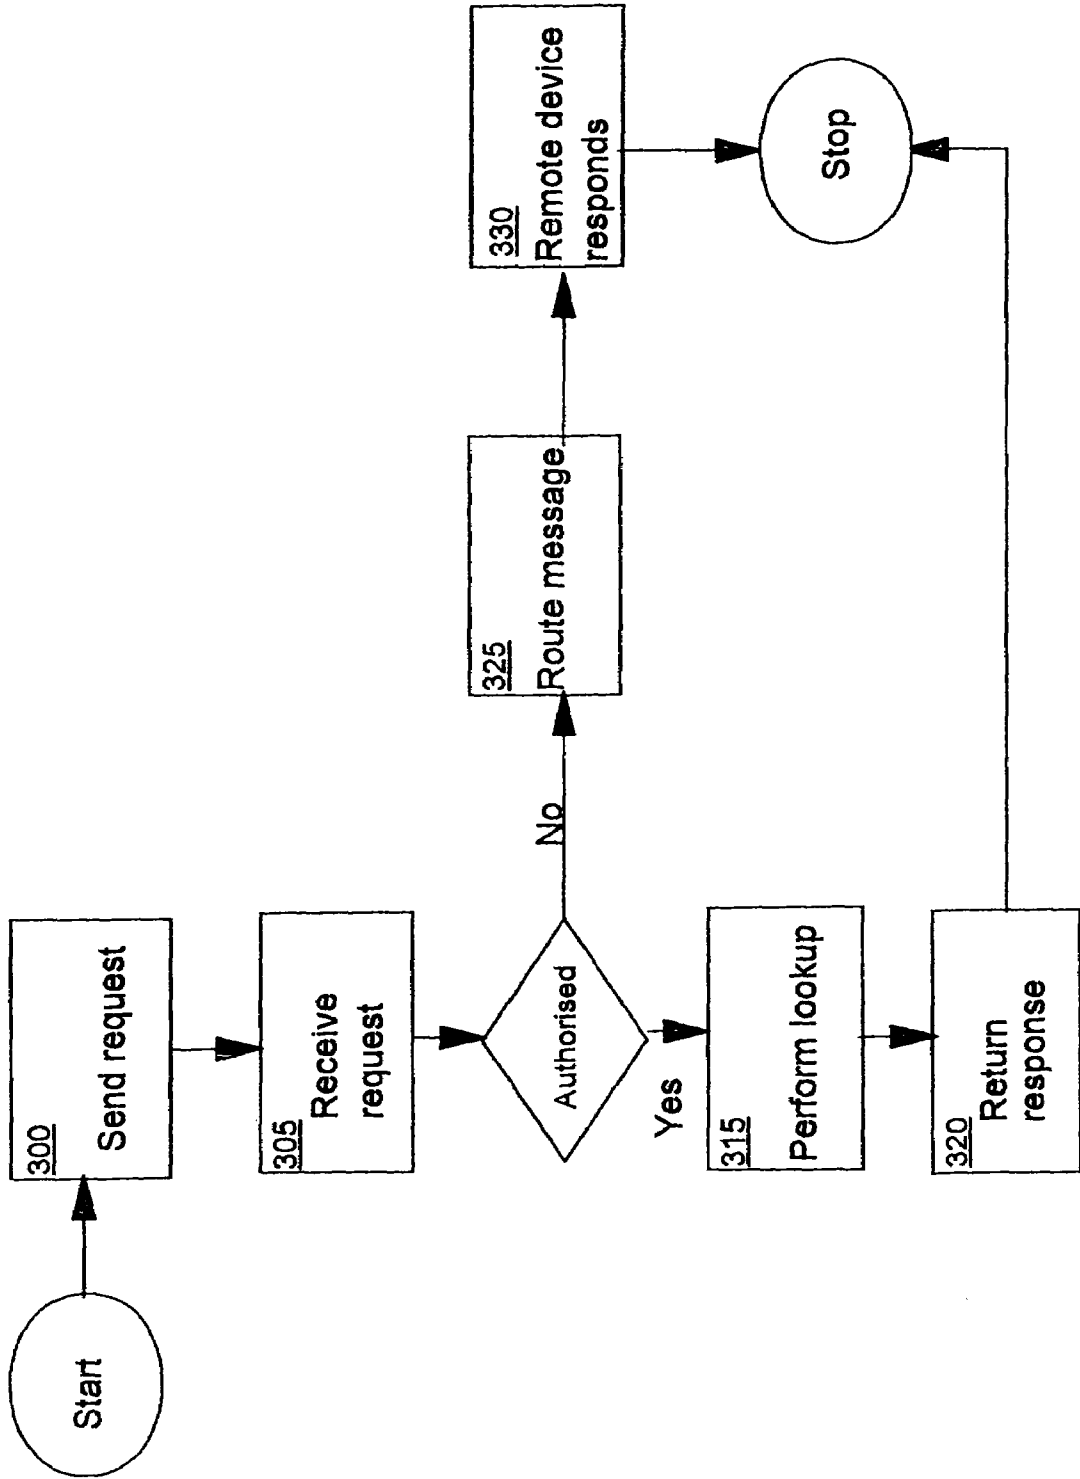 Start
300
Send request
305
Receive
request
Authorised
No
Yes
315
Perform lookup
320
Return
response
325
Route message
330
Remote device
responds
Stop